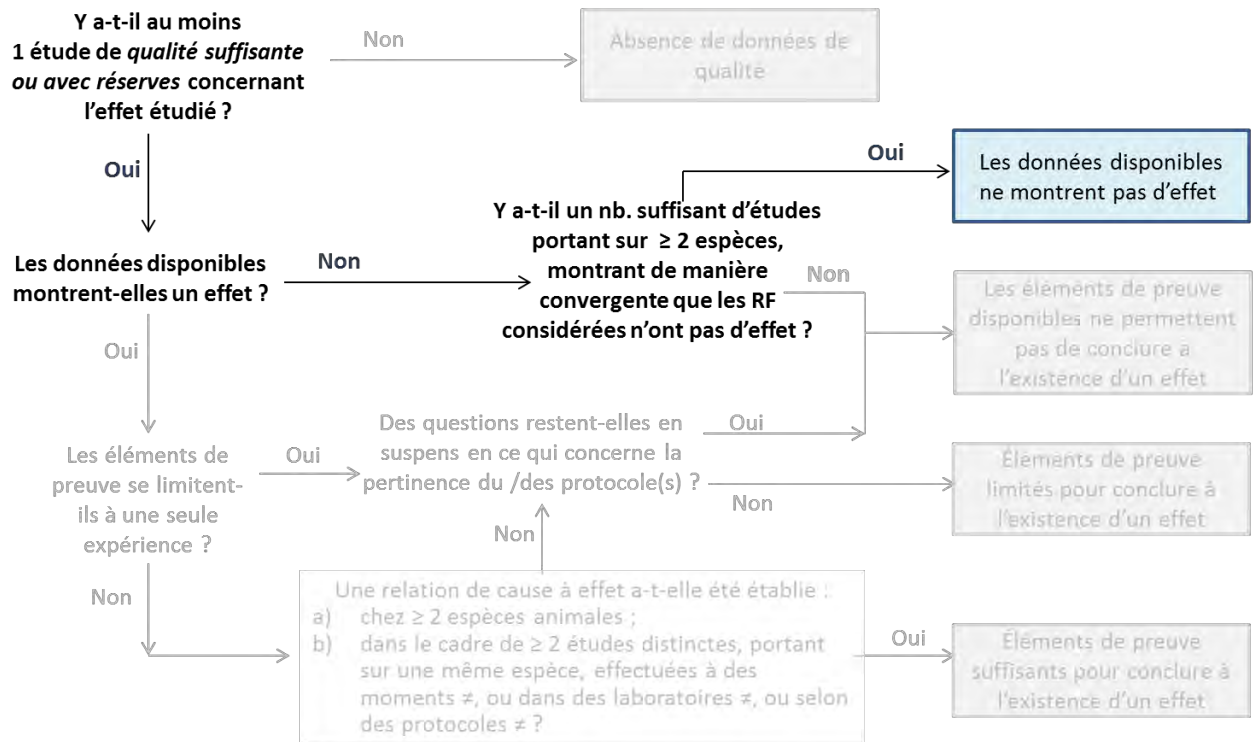 Y a-t-il au moins
1 étude de qualité suffisante
ou avec réserves concernant
l'effet étudié ?
Non
Absence de données de
qualité
Oui
Oui
Les données disponibles
ne montrent pas d'effet
Y a-t-il un nb. suffisant d'études
portant sur ≥ 2 espèces,
montrant de manière
convergente que les RF
considérées n'ont pas d'effet ?
Les données disponibles
montrent-elles un effet ?
Non
Non
Les éléments de preuve
disponibles ne permettent
pas de conclure a
l'existence d'un effet
Oui
Des questions restent-elles en
suspens en ce qui concerne la
pertinence du /des protocole(s) ?
Oui
Les éléments de
preuve se limitent-
ils à une seule
expérience ?
Oui
Non
Éléments de preuve
limités pour conclure à
l'existence d'un effet
Non
Non
Une relation de cause à effet a-t-elle été établie :
a) chez ≥ 2 espèces animales ;
b) dans le cadre de ≥ 2 études distinctes, portant
sur une même espèce, effectuées à des
moments ≠, ou dans des laboratoires ≠, ou selon
des protocoles ≠ ?
Oui
Éléments de preuve
suffisants pour conclure à
l'existence d'un effet